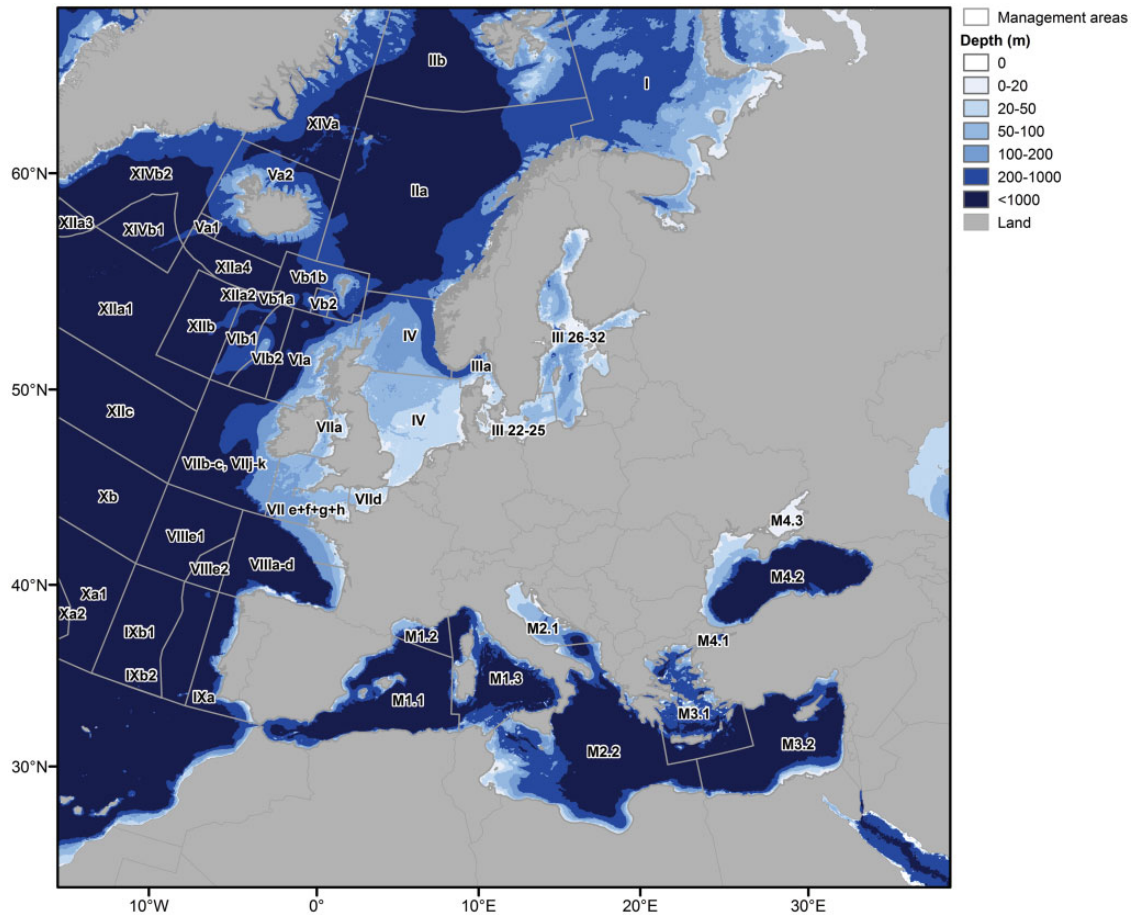 Management areas
Depth (m)
0
0-20
20-50
50-100
100-200
200-1000
<1000
Land
60°N
50°N
40°N
30°N
10°W
0°
10°E
20°E
30°E
IIb
I
XIVa
XIVb2
Va2
IIa
XIIa3
XIVb1
Va1
XIIa4
Vb1b
XIIa2
Vb1a
Vb2
XIIa1
XIIb
VIb1
IV
III 26-32
VIb2
VIa
IIIa
XIIc
VIIa
IV
III 22-25
VIIb-c, VIIj-k
Xb
VIId
VII e+f+g+h
M4.3
VIIIe1
VIIIe2
VIIIa-d
M4.2
Xa1
Xa2
IXb1
M1.2
M2.1
M4.1
IXb2
IXa
M1.1
M1.3
M3.1
M2.2
M3.2